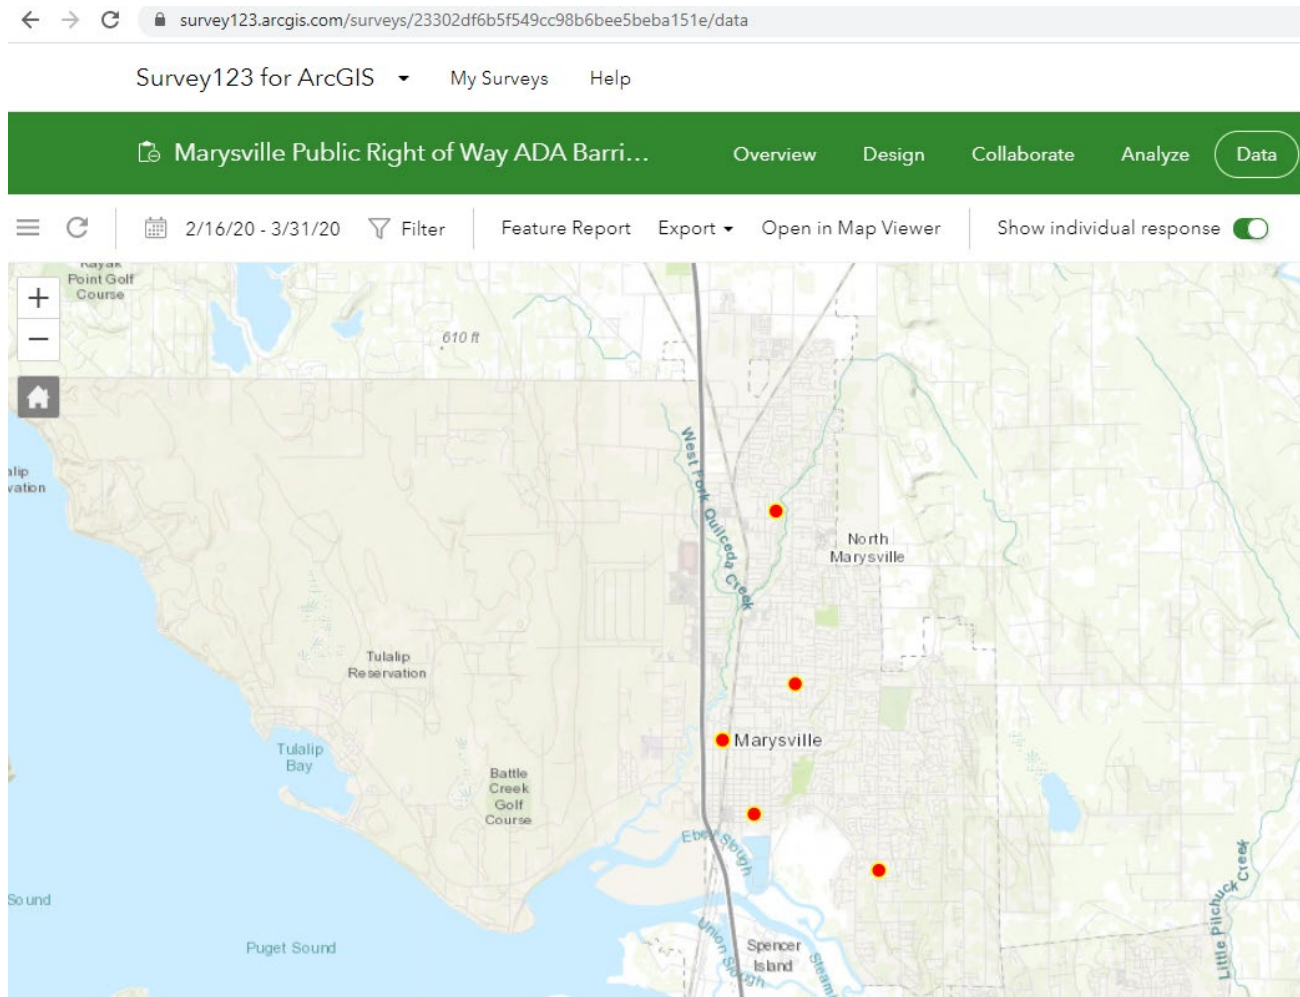 survey123.arcgis.com/surveys/23302df6b5f549cc98b6bee5beba151e/data
Survey123 for ArcGIS My Surveys Help
Marysville Public Right of Way ADA Barri... Overview Design Collaborate Analyze Data
2/16/20 - 3/31/20 Filter Feature Report Export Open in Map Viewer Show individual response
Kayak
Point Golf
Course
+
−
610 ft
West Fork Quilceda Creek
North
Marysville
Tulalip
Reservation
Marysville
Tulalip
Bay
Battle
Creek
Golf
Course
Ebey Slough
Little Pilchuck Creek
Sound
Puget Sound
Union Slough
Spencer
Island